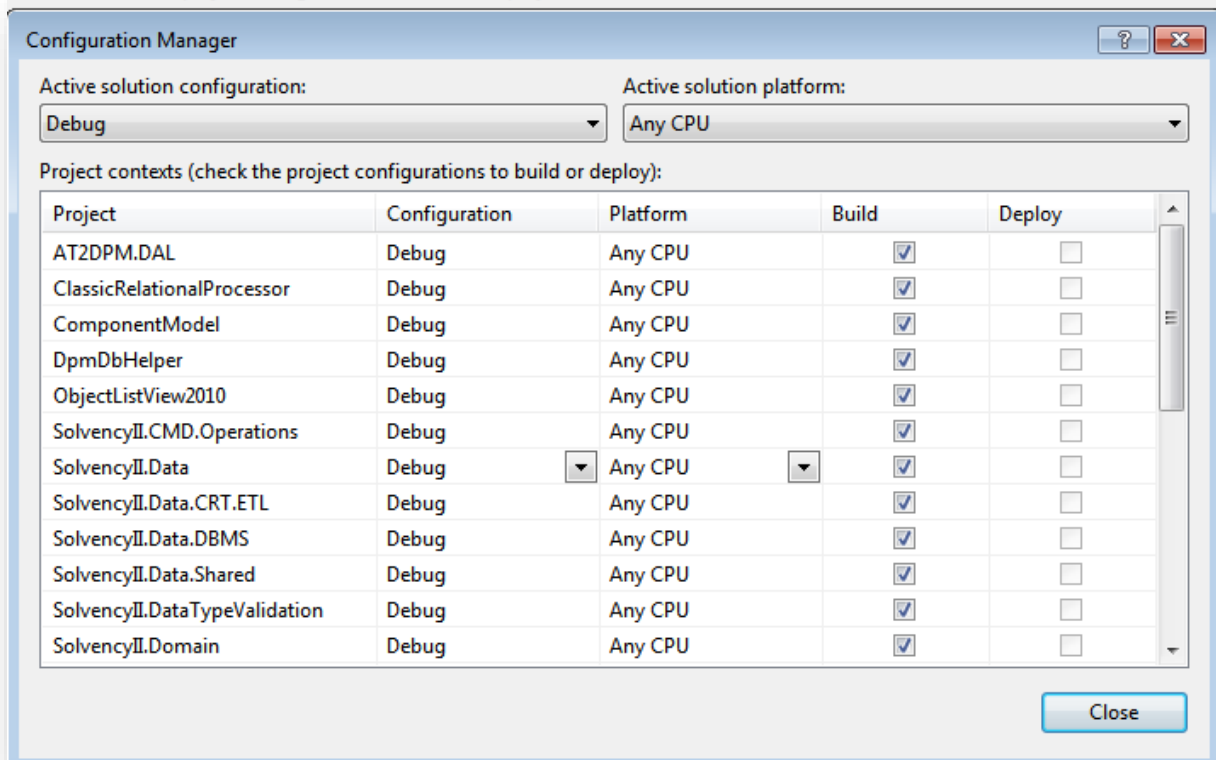 Configuration Manager
Active solution configuration: Active solution platform:
Debug Any CPU
Project contexts (check the project configurations to build or deploy):
Project Configuration Platform Build Deploy
AT2DPM.DAL Debug Any CPU
ClassicRelationalProcessor Debug Any CPU
ComponentModel Debug Any CPU
DpmDbHelper Debug Any CPU
ObjectListView2010 Debug Any CPU
SolvencyII.CMD.Operations Debug Any CPU
SolvencyII.Data Debug Any CPU
SolvencyII.Data.CRT.ETL Debug Any CPU
SolvencyII.Data.DBMS Debug Any CPU
SolvencyII.Data.Shared Debug Any CPU
SolvencyII.DataTypeValidation Debug Any CPU
SolvencyII.Domain Debug Any CPU
Close